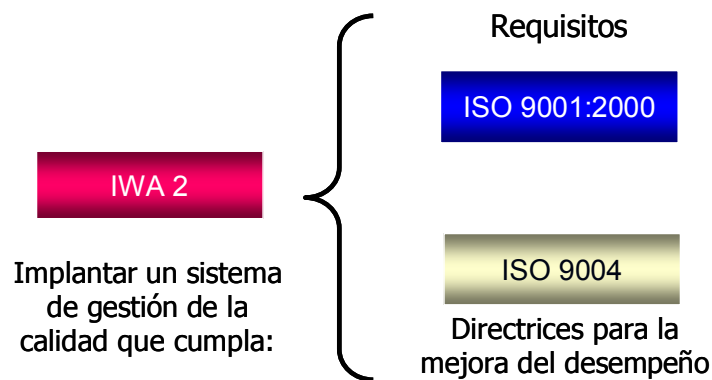 IWA 2
Implantar un sistema
de gestión de la
calidad que cumpla:
Requisitos
ISO 9001:2000
ISO 9004
Directrices para la
mejora del desempeño